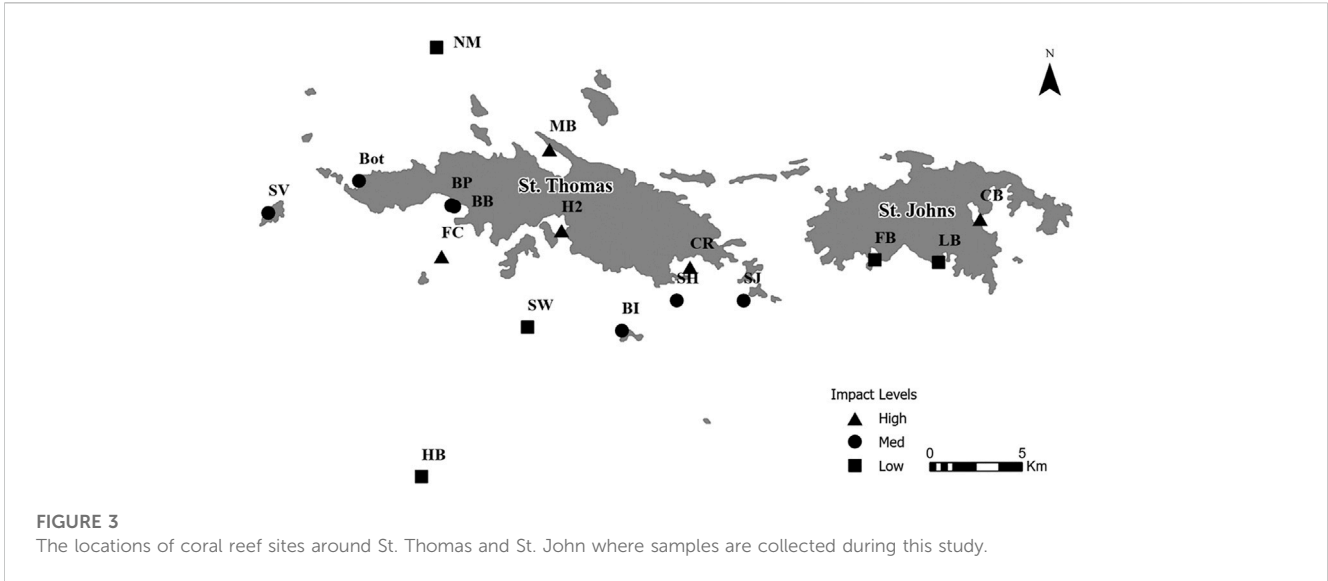 NM
N
MB
Bot
St. Thomas
BP
SV
BB
St. Johns
CB
H2
FC
CR
FB
LB
SH
SJ
SW
BI
Impact Levels
High
Med
Low
0 5
Km
HB
FIGURE 3
The locations of coral reef sites around St. Thomas and St. John where samples are collected during this study.